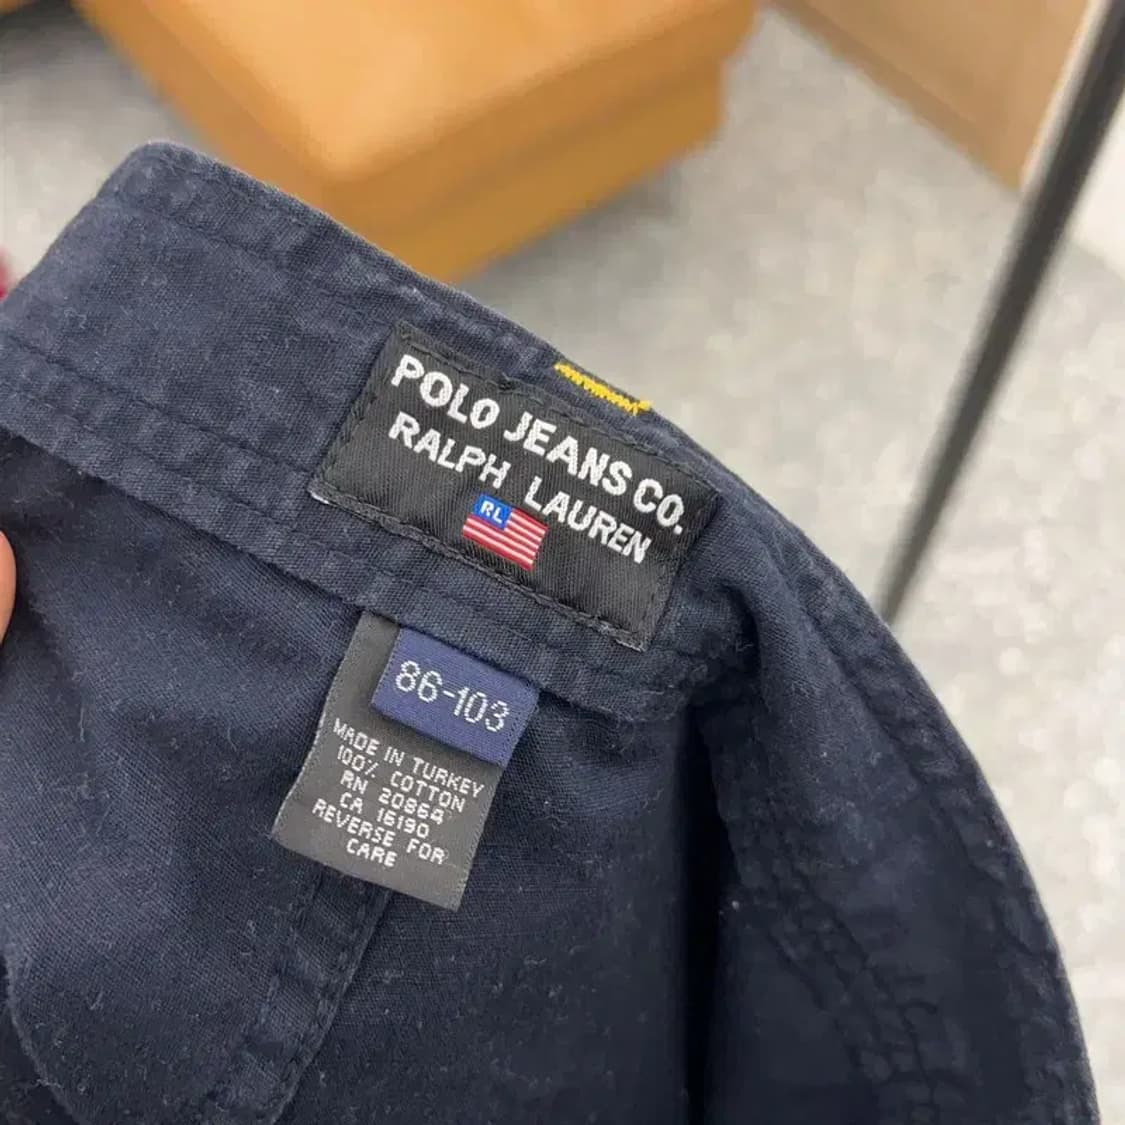 POLO JEANS CO.
RALPH LAUREN
RL
86-103
MADE IN TURKEY
100% COTTON
RN 20864
CA 16190
REVERSE FOR
CARE